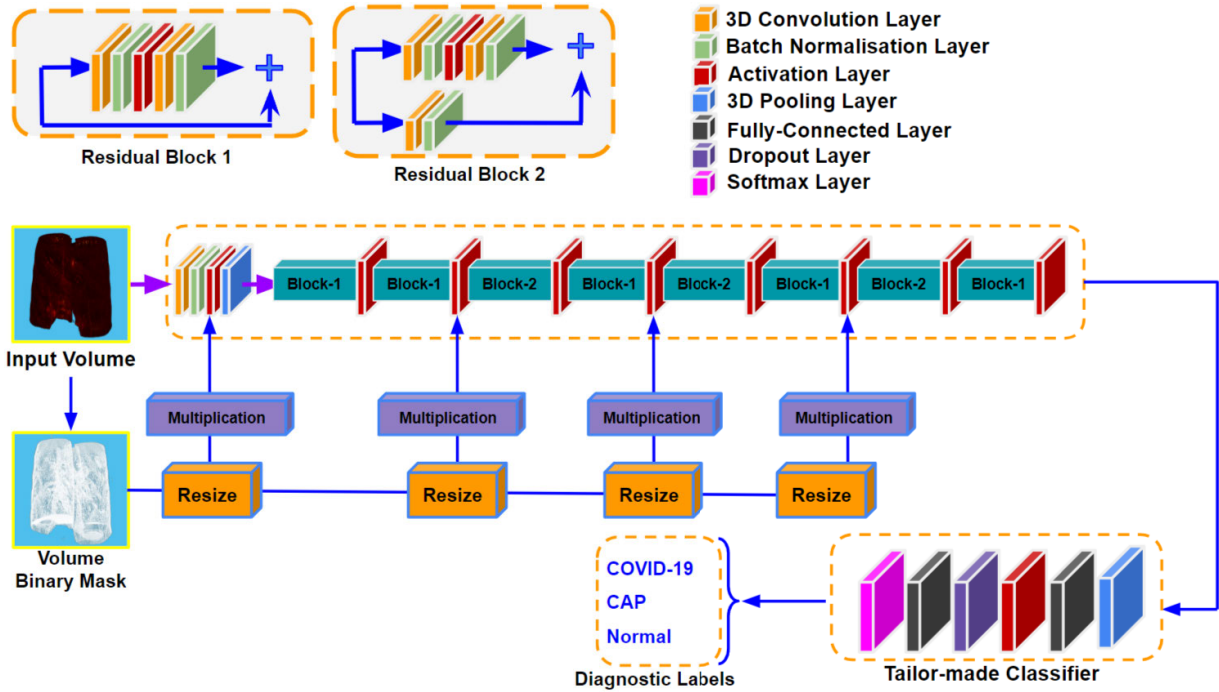 3D Convolution Layer
Batch Normalisation Layer
Activation Layer
3D Pooling Layer
Fully-Connected Layer
Dropout Layer
Softmax Layer
Residual Block 1
Residual Block 2
Input Volume
Block-1
Block-1
Block-2
Block-1
Block-2
Block-1
Block-2
Block-1
Multiplication
Multiplication
Multiplication
Multiplication
Resize
Resize
Resize
Resize
Volume
Binary Mask
COVID-19
CAP
Normal
Diagnostic Labels
Tailor-made Classifier